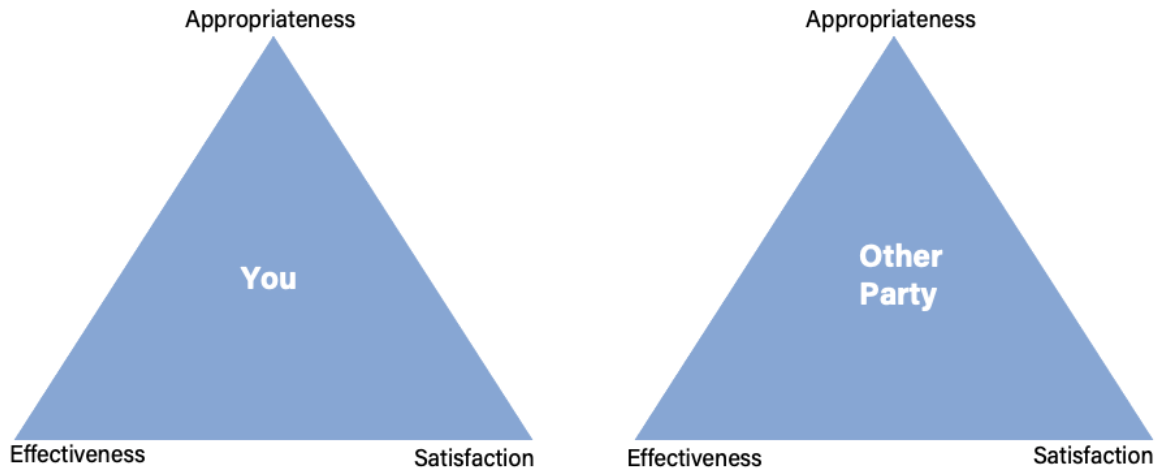 Appropriateness
Appropriateness
You
Other
Party
Effectiveness
Satisfaction
Effectiveness
Satisfaction